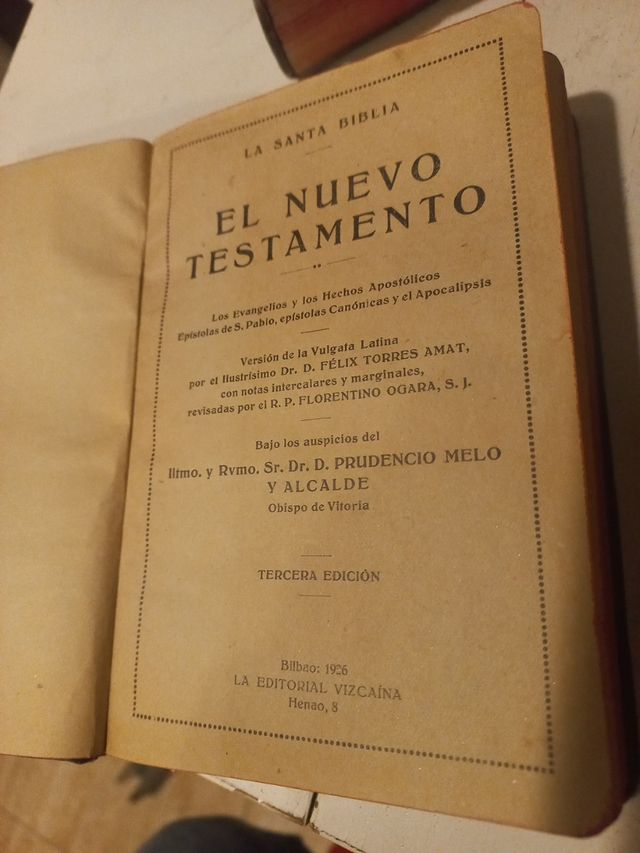 LA SANTA BIBLIA
EL NUEVO
TESTAMENTO
Los Evangelios y los Hechos Apostólicos
Epístolas de S. Pablo, epístolas Canónicas y el Apocalipsis
Versión de la Vulgata Latina
por el Ilustrísimo Dr. D. FÉLIX TORRES AMAT,
con notas intercalares y marginales,
revisadas por el R. P. FLORENTINO OGARA, S. J.
Bajo los auspicios del
Iltmo. y Rvmo. Sr. Dr. D. PRUDENCIO MELO
Y ALCALDE
Obispo de Vitoria
TERCERA EDICIÓN
Bilbao: 1926
LA EDITORIAL VIZCAÍNA
Henao, 8